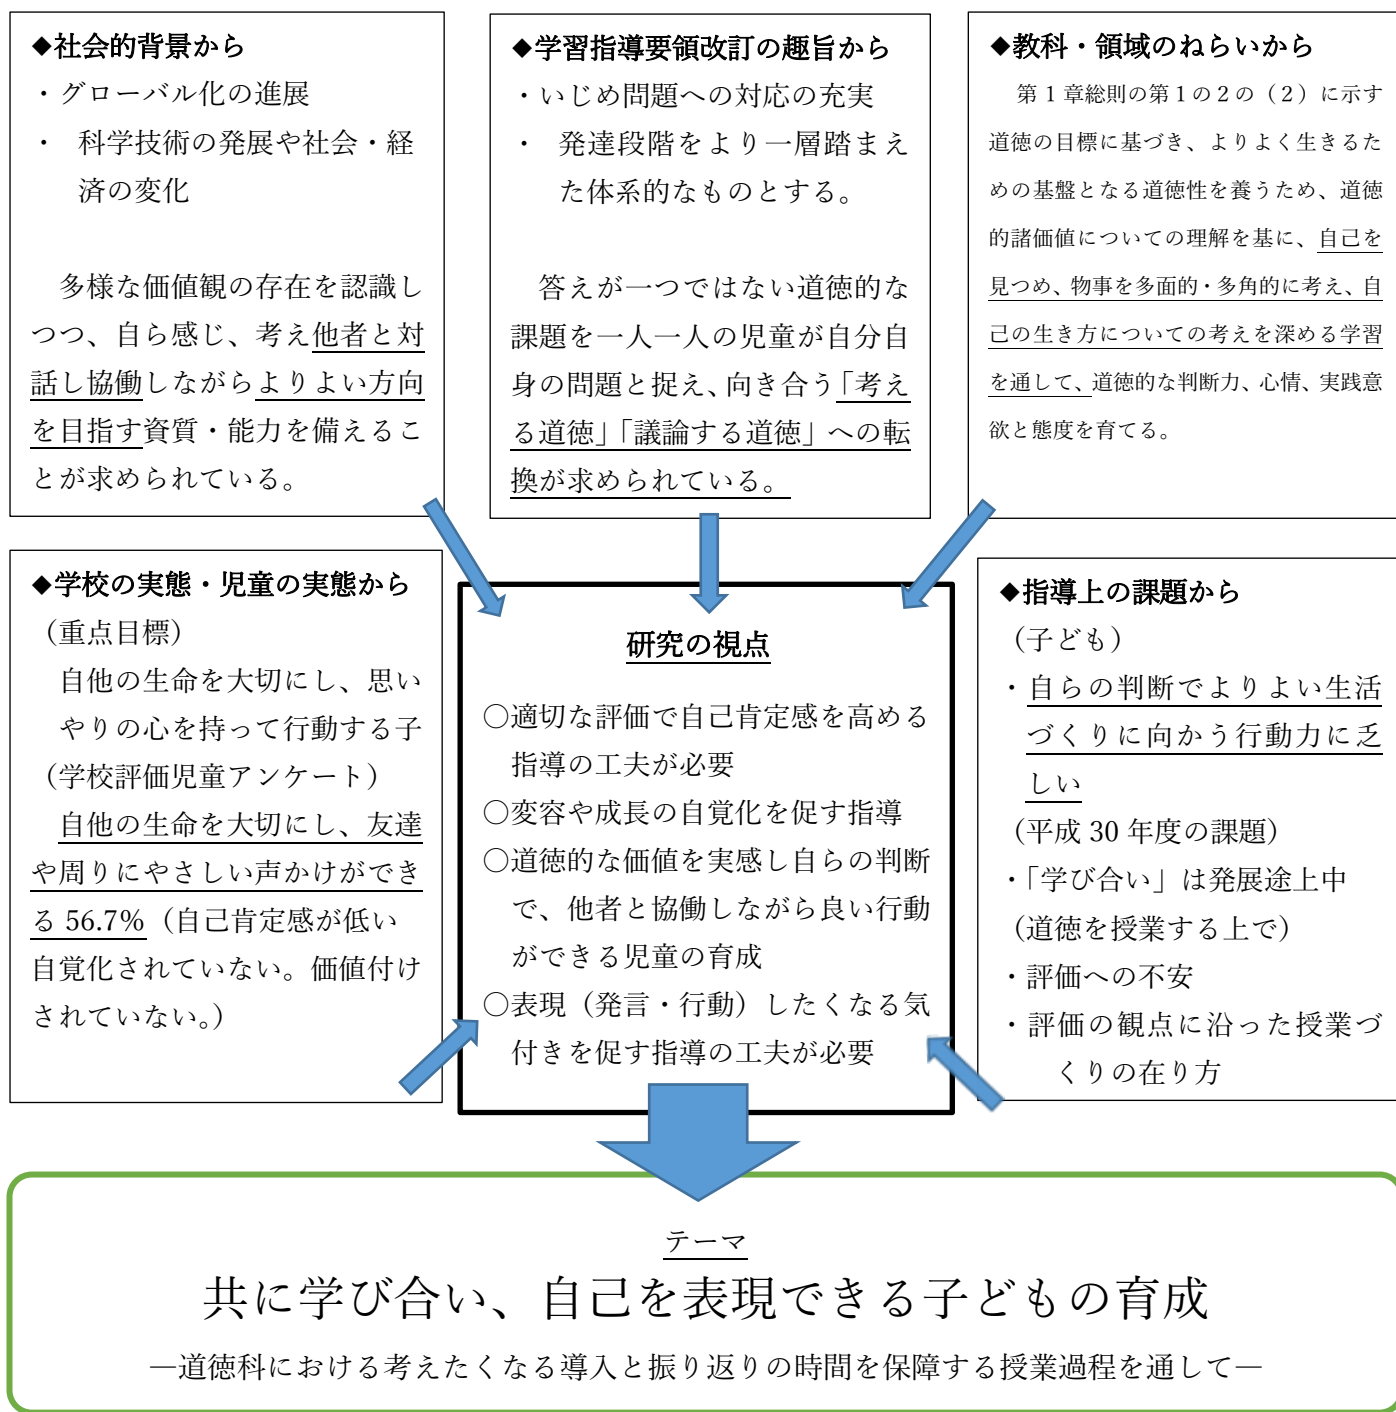 ◆社会的背景から
・グローバル化の進展
・ 科学技術の発展や社会・経
済の変化
多様な価値観の存在を認識し
つつ、自ら感じ、考え他者と対
話し協働しながらよりよい方向
を目指す資質・能力を備えるこ
とが求められている。
◆学習指導要領改訂の趣旨から
・いじめ問題への対応の充実
・ 発達段階をより一層踏まえ
た体系的なものとする。
答えが一つではない道徳的な
課題を一人一人の児童が自分自
身の問題と捉え、向き合う「考え
る道徳」「議論する道徳」への転
換が求められている。
◆教科・領域のねらいから
第1章総則の第1の2の（2）に示す
道徳の目標に基づき、よりよく生きるた
めの基盤となる道徳性を養うため、道徳
的諸価値についての理解を基に、自己を
見つめ、物事を多面的・多角的に考え、自
己の生き方についての考えを深める学習
を通して、道徳的な判断力、心情、実践意
欲と態度を育てる。
◆学校の実態・児童の実態から
（重点目標）
自他の生命を大切にし、思い
やりの心を持って行動する子
（学校評価児童アンケート）
自他の生命を大切にし、友達
や周りにやさしい声かけができ
る 56.7%（自己肯定感が低い
自覚化されていない。価値付け
されていない。）
研究の視点
○適切な評価で自己肯定感を高める
指導の工夫が必要
○変容や成長の自覚化を促す指導
○道徳的な価値を実感し自らの判断
で、他者と協働しながら良い行動
ができる児童の育成
○表現（発言・行動）したくなる気
付きを促す指導の工夫が必要
◆指導上の課題から
（子ども）
・自らの判断でよりよい生活
づくりに向かう行動力に乏
しい
（平成 30 年度の課題）
・「学び合い」は発展途上中
（道徳を授業する上で）
・評価への不安
・評価の観点に沿った授業づ
くりの在り方
テーマ
共に学び合い、自己を表現できる子どもの育成
―道徳科における考えたくなる導入と振り返りの時間を保障する授業過程を通して―